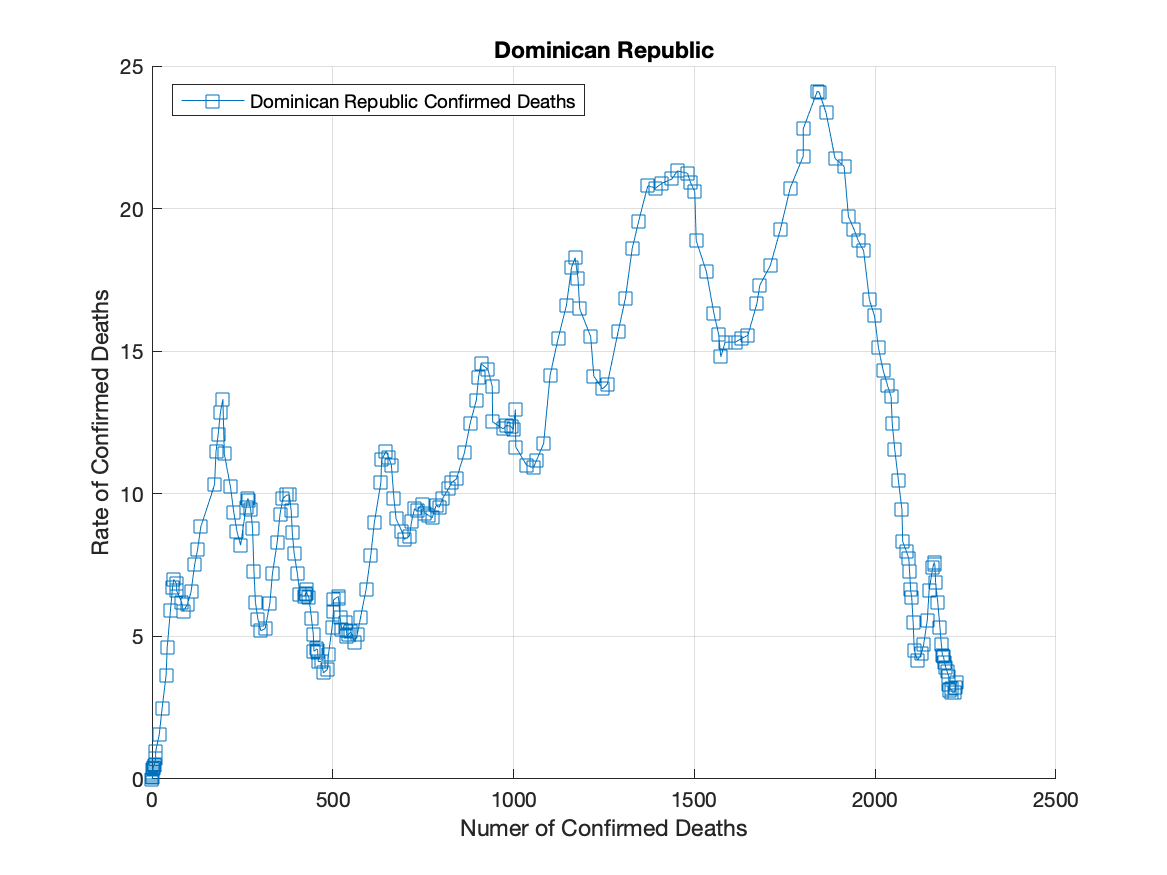 Dominican Republic
25
Dominican Republic Confirmed Deaths
20
15
10
5
0
Rate of Confirmed Deaths
0 500 1000 1500 2000 2500
Numer of Confirmed Deaths